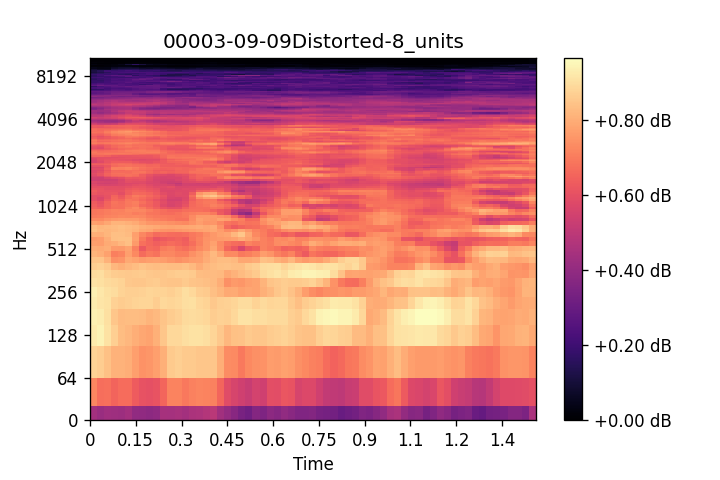 00003-09-09Distorted-8_units
Hz
8192
4096
2048
1024
512
256
128
64
0
0 0.15 0.3 0.45 0.6 0.75 0.9 1.1 1.2 1.4
Time
+0.80 dB
+0.60 dB
+0.40 dB
+0.20 dB
+0.00 dB